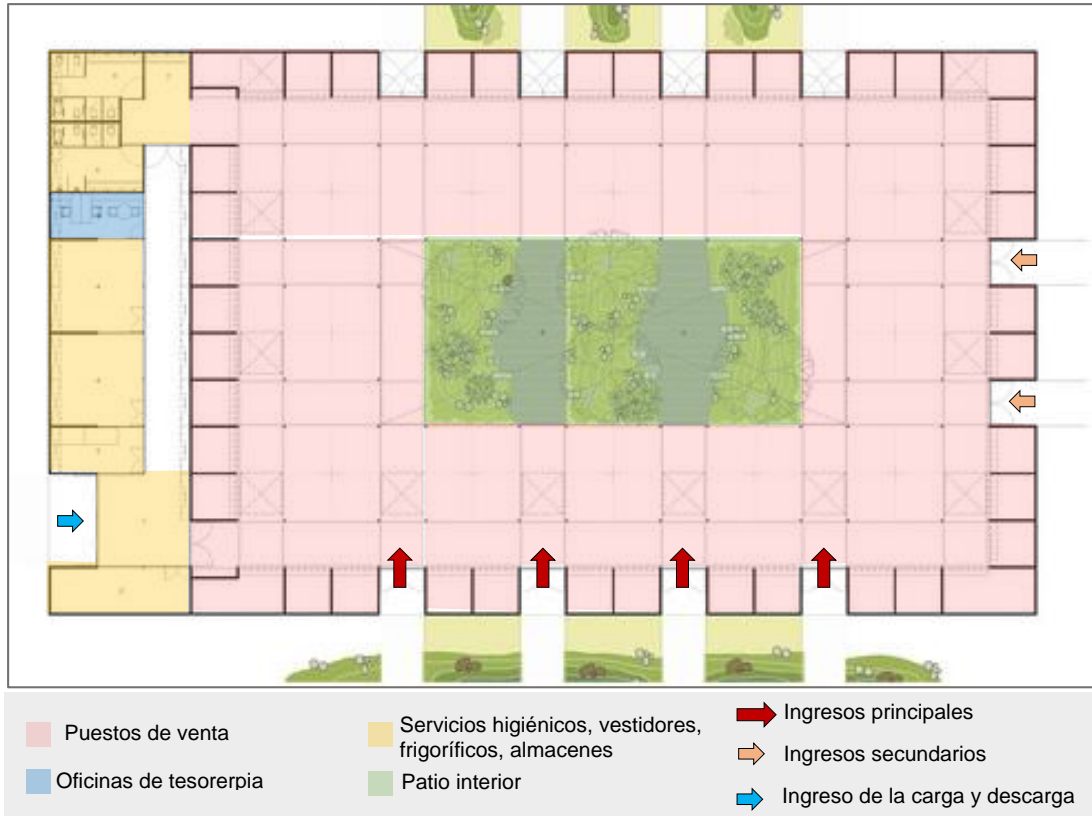 Puestos de venta
Oficinas de tesorerpia
Servicios higiénicos, vestidores,
frigoríficos, almacenes
Patio interior
Ingresos principales
Ingresos secundarios
Ingreso de la carga y descarga